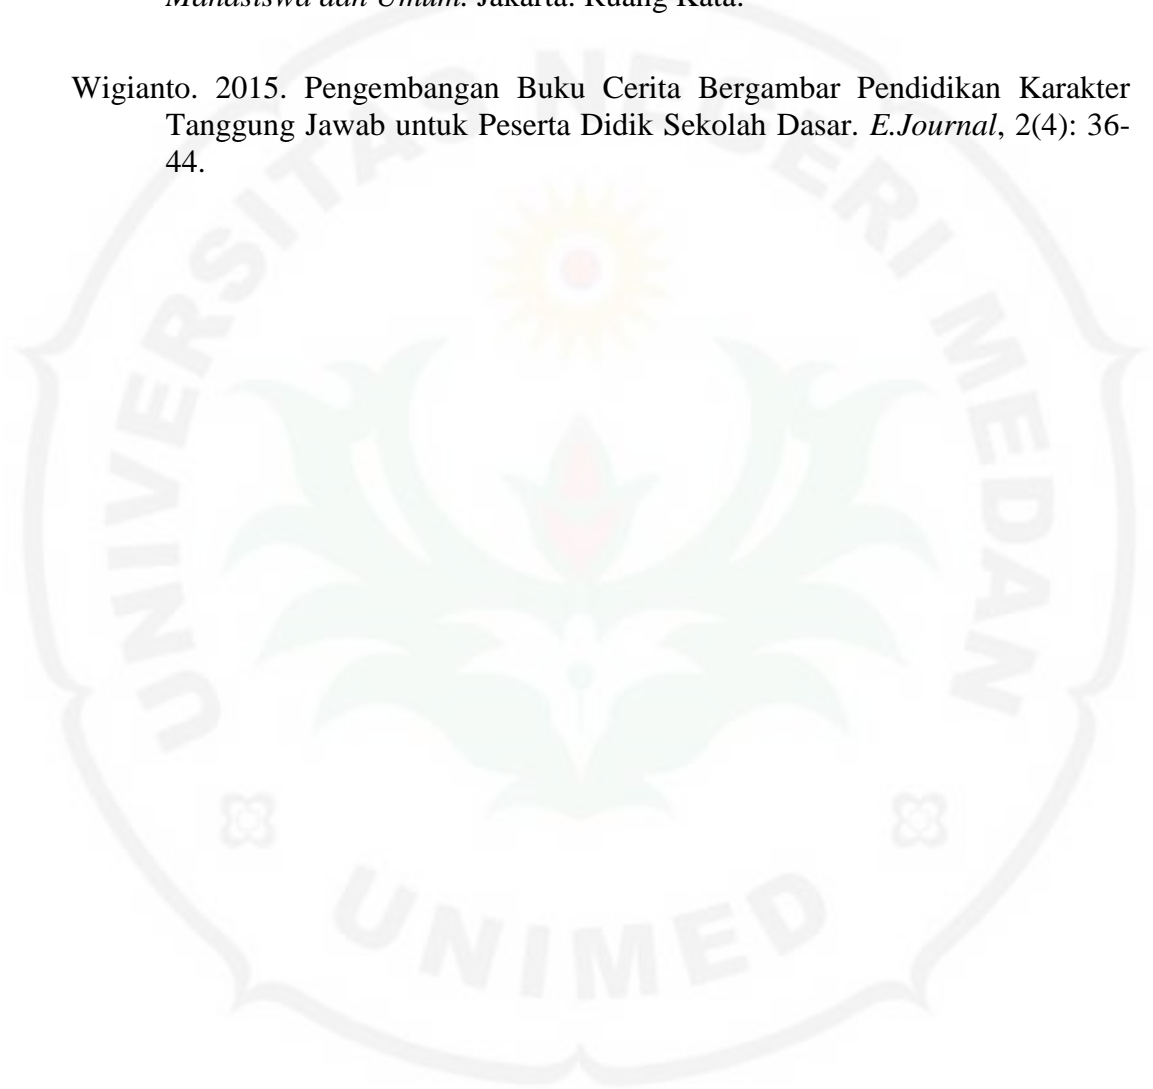 Mahasiswa dan Umum. Jakarta: Ruang Kata.
Wigianto. 2015. Pengembangan Buku Cerita Bergambar Pendidikan Karakter
Tanggung Jawab untuk Peserta Didik Sekolah Dasar. E.Journal, 2(4): 36-
44.
UNIVERSITAS NEGERI MEDAN
UNIMED